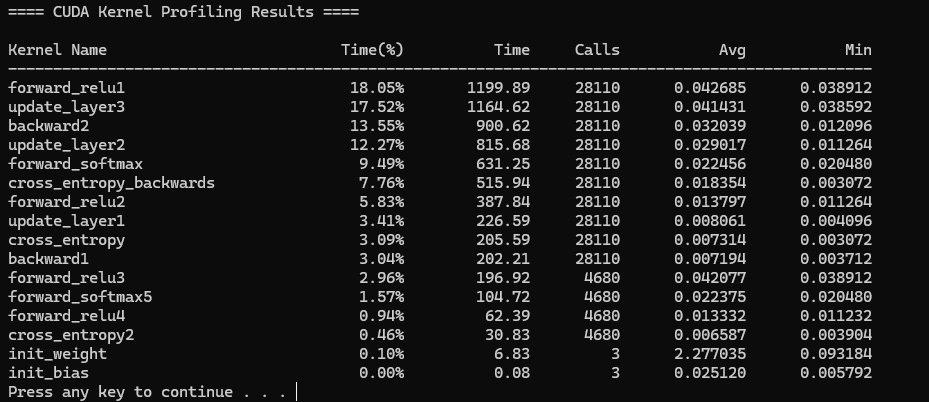 ==== CUDA Kernel Profiling Results ====
Kernel Name Time(%) Time Calls Avg Min
------------------------------------------------------------------------------------------------
forward_relu1 18.05% 1199.89 28110 0.042685 0.038912
update_layer3 17.52% 1164.62 28110 0.041431 0.038592
backward2 13.55% 900.62 28110 0.032039 0.012096
update_layer2 12.27% 815.68 28110 0.029017 0.011264
forward_softmax 9.49% 631.25 28110 0.022456 0.020480
cross_entropy_backwards 7.76% 515.94 28110 0.018354 0.003072
forward_relu2 5.83% 387.84 28110 0.013797 0.011264
update_layer1 3.41% 226.59 28110 0.008061 0.004096
cross_entropy 3.09% 205.59 28110 0.007314 0.003072
backward1 3.04% 202.21 28110 0.007194 0.003712
forward_relu3 2.96% 196.92 4680 0.042077 0.038912
forward_softmax5 1.57% 104.72 4680 0.022375 0.020480
forward_relu4 0.94% 62.39 4680 0.013332 0.011232
cross_entropy2 0.46% 30.83 4680 0.006587 0.003904
init_weight 0.10% 6.83 3 2.277035 0.093184
init_bias 0.00% 0.08 3 0.025120 0.005792
Press any key to continue . . .